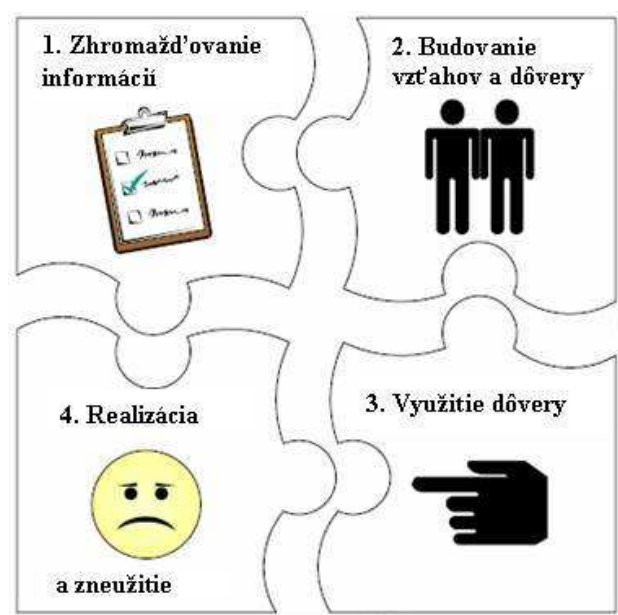 1. Zhromažďovanie
informácií
2. Budovanie
vzťahov a dôvery
3. Využitie dôvery
4. Realizácia
a zneužitie